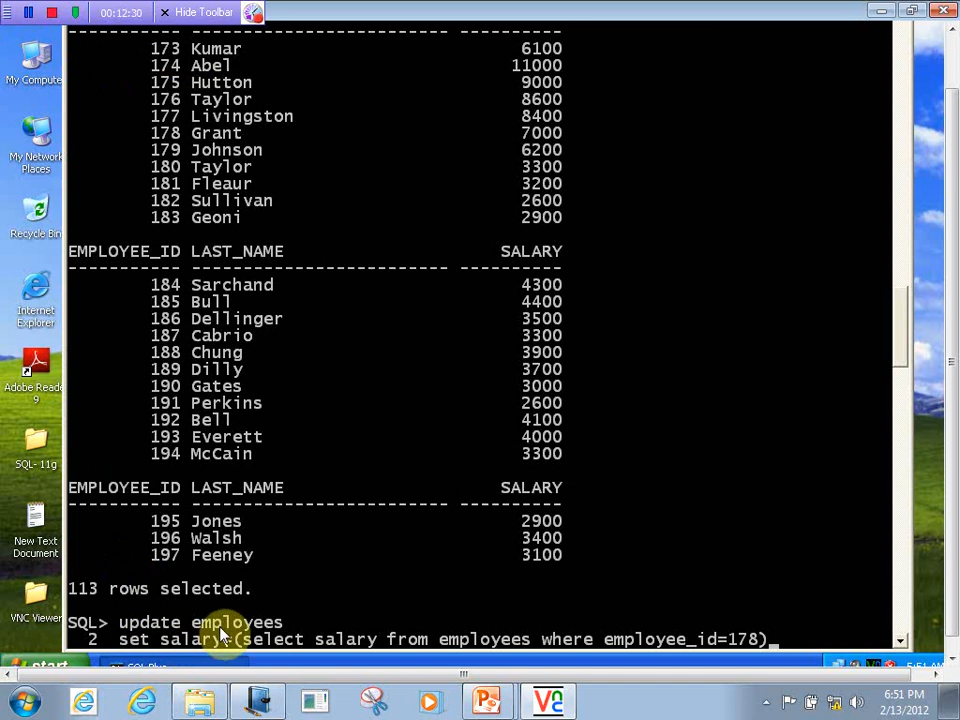 00:12:30 Hide Toolbar
My Compute
My Network
Places
Recycle Bin
Internet
Explorer
Adobe Reade
9
SQL- 11g
New Text
Document
VNC Viewer
173 Kumar 6100
174 Abel 11000
175 Hutton 9000
176 Taylor 8600
177 Livingston 8400
178 Grant 7000
179 Johnson 6200
180 Taylor 3300
181 Fleaur 3200
182 Sullivan 2600
183 Geoni 2900
EMPLOYEE_ID LAST_NAME SALARY
----------- ------------------------- ----------
184 Sarchand 4300
185 Bull 4400
186 Dellinger 3500
187 Cabrio 3300
188 Chung 3900
189 Dilly 3700
190 Gates 3000
191 Perkins 2600
192 Bell 4100
193 Everett 4000
194 McCain 3300
EMPLOYEE_ID LAST_NAME SALARY
----------- ------------------------- ----------
195 Jones 2900
196 Walsh 3400
197 Feeney 3100
113 rows selected.
SQL> update employees
2 set salary=(select salary from employees where employee_id=178)_
start
6:51 PM
2/13/2012